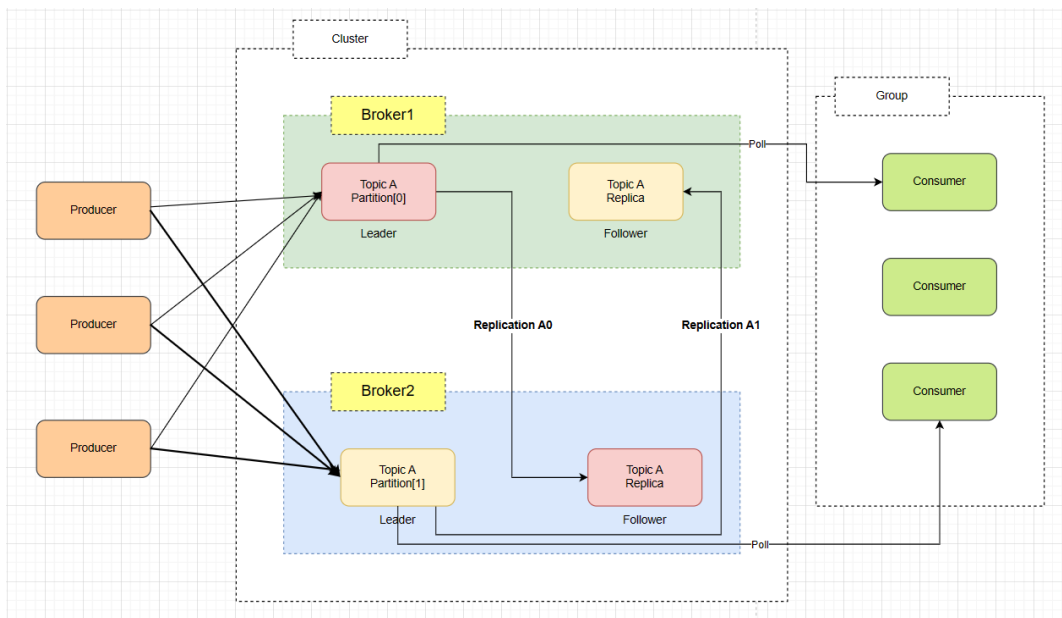 Cluster
Group
Broker1
Poll
Topic A
Partition[0]
Topic A
Replica
Consumer
Producer
Leader
Follower
Consumer
Producer
Replication A0
Replication A1
Broker2
Consumer
Producer
Topic A
Partition[1]
Topic A
Replica
Leader
Follower
Poll